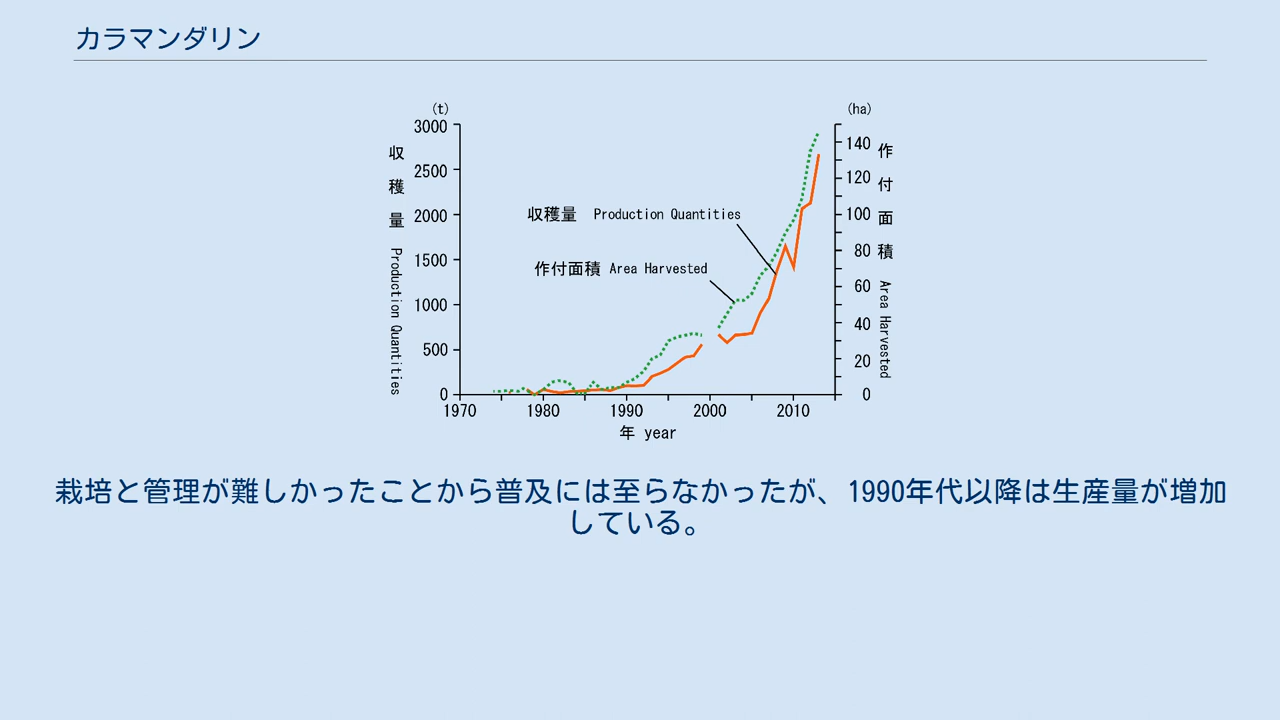 カラマンダリン
(t)
(ha)
3000
2500
2000
1500
1000
500
0
収穫量 Production Quantities
収穫量 Production Quantities
作付面積 Area Harvested
140
120
100
80
60
40
20
0
作付面積 Area Harvested
1970 1980 1990 2000 2010
年 year
栽培と管理が難しかったことから普及には至らなかったが、1990年代以降は生産量が増加
している。